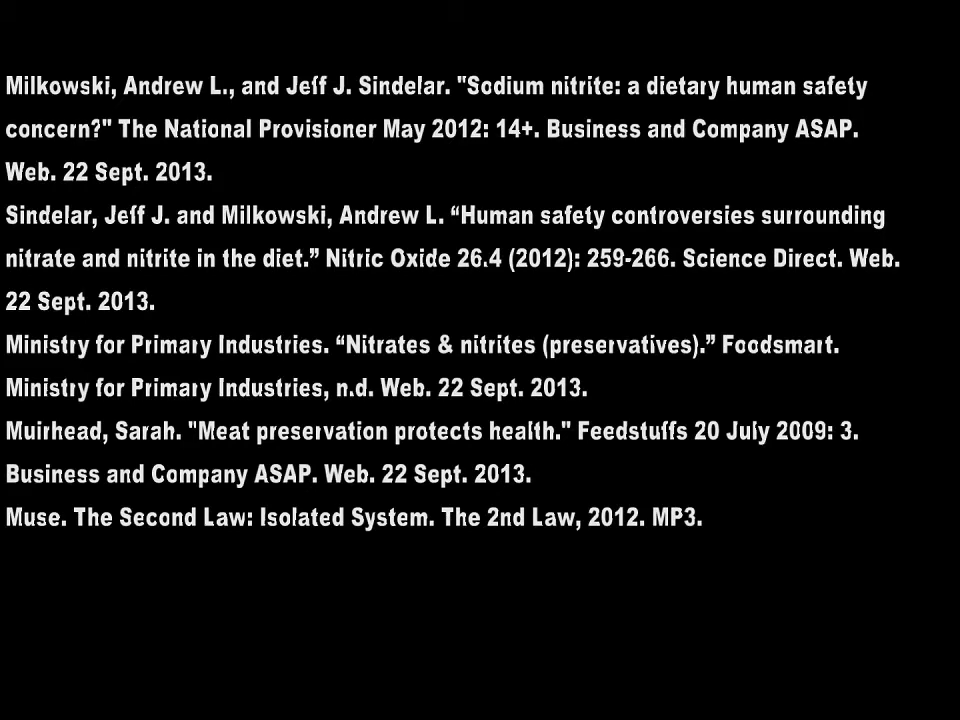 Milkowski, Andrew L., and Jeff J. Sindelar. "Sodium nitrite: a dietary human safety
concern?" The National Provisioner May 2012: 14+. Business and Company ASAP.
Web. 22 Sept. 2013.
Sindelar, Jeff J. and Milkowski, Andrew L. “Human safety controversies surrounding
nitrate and nitrite in the diet.” Nitric Oxide 26.4 (2012): 259-266. Science Direct. Web.
22 Sept. 2013.
Ministry for Primary Industries. “Nitrates & nitrites (preservatives).” Foodsmart.
Ministry for Primary Industries, n.d. Web. 22 Sept. 2013.
Muirhead, Sarah. "Meat preservation protects health." Feedstuffs 20 July 2009: 3.
Business and Company ASAP. Web. 22 Sept. 2013.
Muse. The Second Law: Isolated System. The 2nd Law, 2012. MP3.